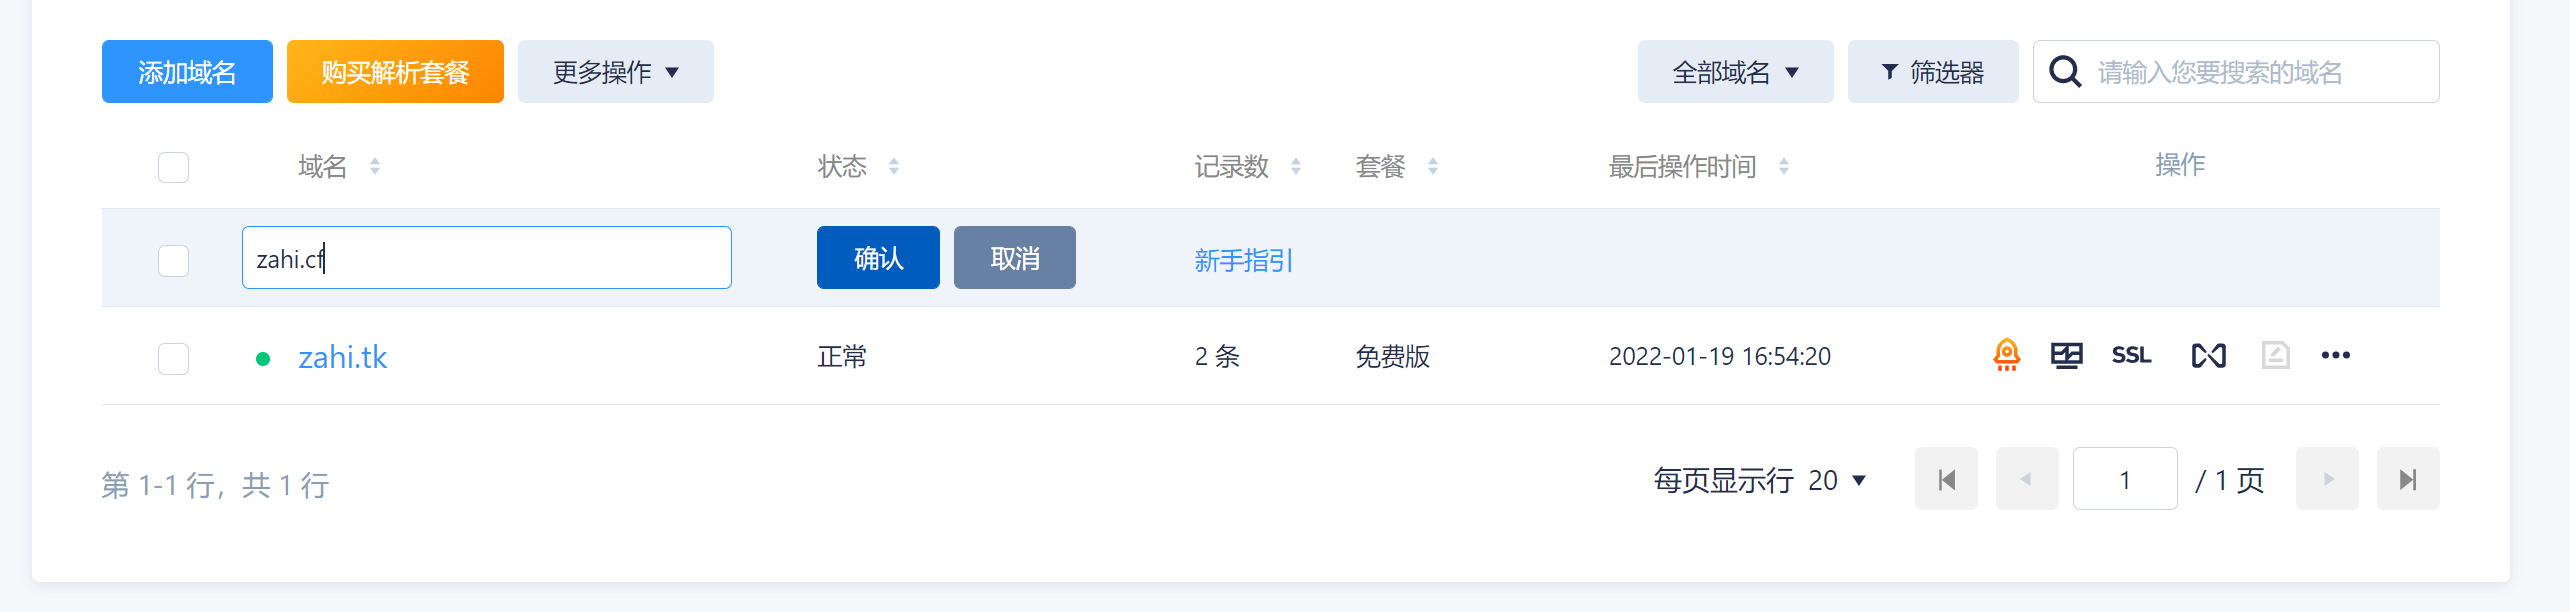 添加域名 购买解析套餐 更多操作 全部域名 筛选器 请输入您要搜索的域名
域名 状态 记录数 套餐 最后操作时间 操作
zahi.cf 确认 取消 新手指引
zahi.tk 正常 2 条 免费版 2022-01-19 16:54:20 SSL
第 1-1 行，共 1 行 每页显示行 20 1 / 1 页